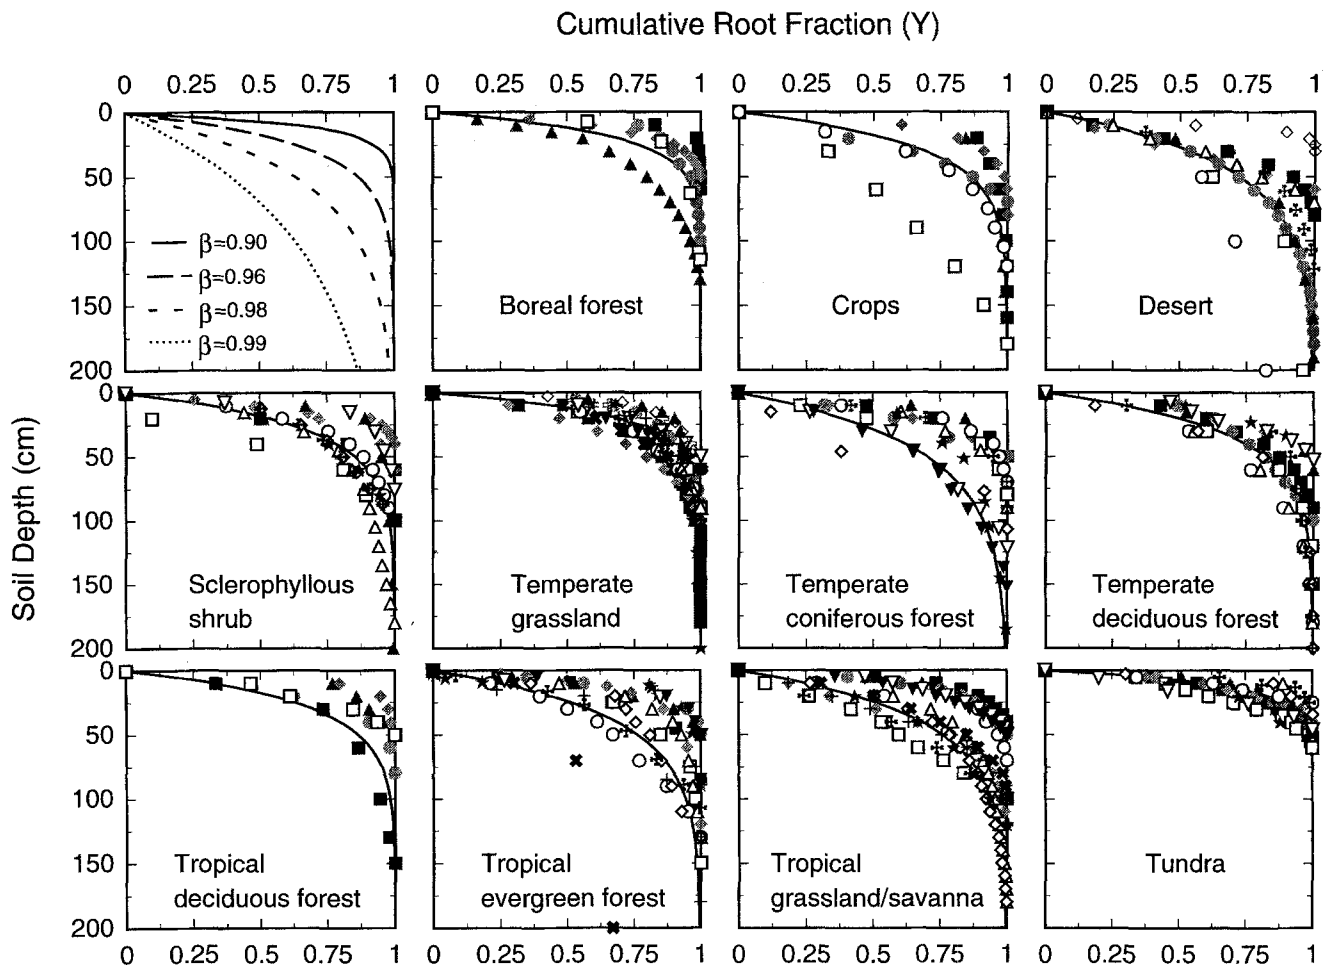 Cumulative Root Fraction (Y)
0 0.25 0.5 0.75 1 0 0.25 0.5 0.75 1 0 0.25 0.5 0.75 1 0 0.25 0.5 0.75 1
0
50
100
150
200
β=0.90
β=0.96
β=0.98
β=0.99
Boreal forest
Crops
Desert
Soil Depth (cm)
0
50
100
150
200
Sclerophyllous
shrub
Temperate
grassland
Temperate
coniferous forest
Temperate
deciduous forest
0
50
100
150
200
Tropical
deciduous forest
Tropical
evergreen forest
Tropical
grassland/savanna
Tundra
0 0.25 0.5 0.75 1 0 0.25 0.5 0.75 1 0 0.25 0.5 0.75 1 0 0.25 0.5 0.75 1